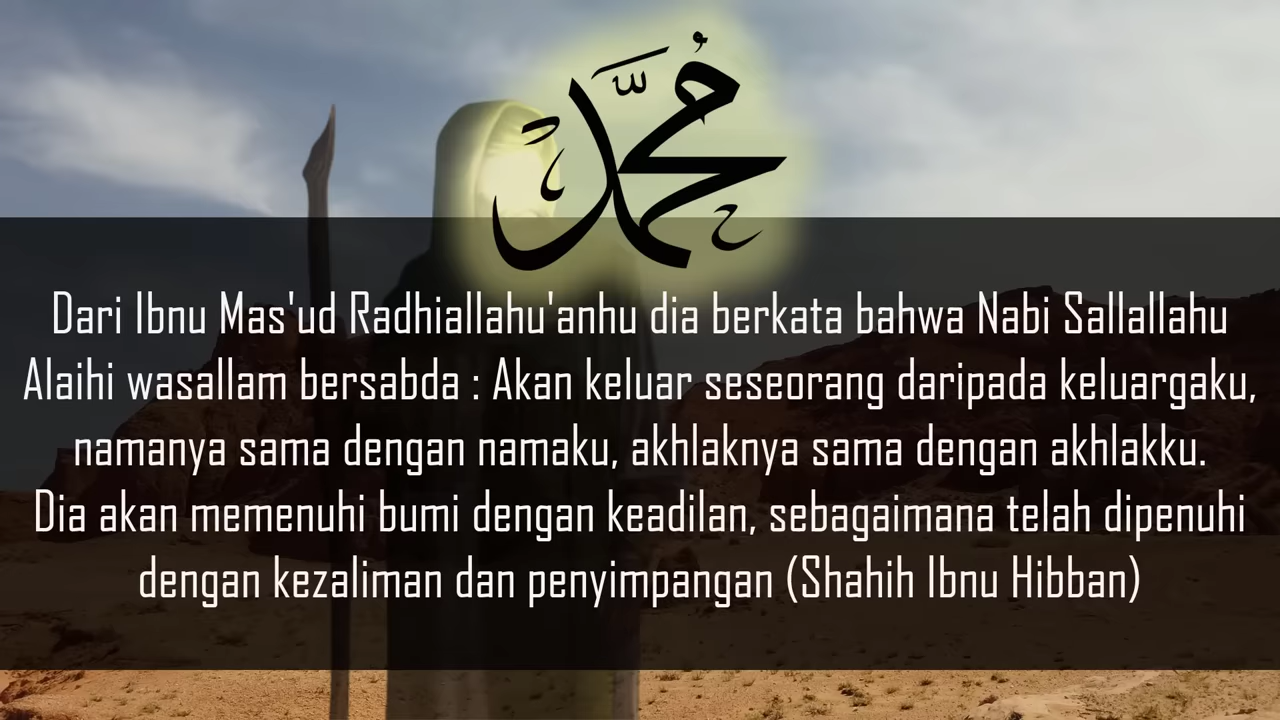 محمد
Dari Ibnu Mas'ud Radhiallahu'anhu dia berkata bahwa Nabi Sallallahu
Alaihi wasallam bersabda : Akan keluar seseorang daripada keluargaku,
namanya sama dengan namaku, akhlaknya sama dengan akhlakku.
Dia akan memenuhi bumi dengan keadilan, sebagaimana telah dipenuhi
dengan kezaliman dan penyimpangan (Shahih Ibnu Hibban)